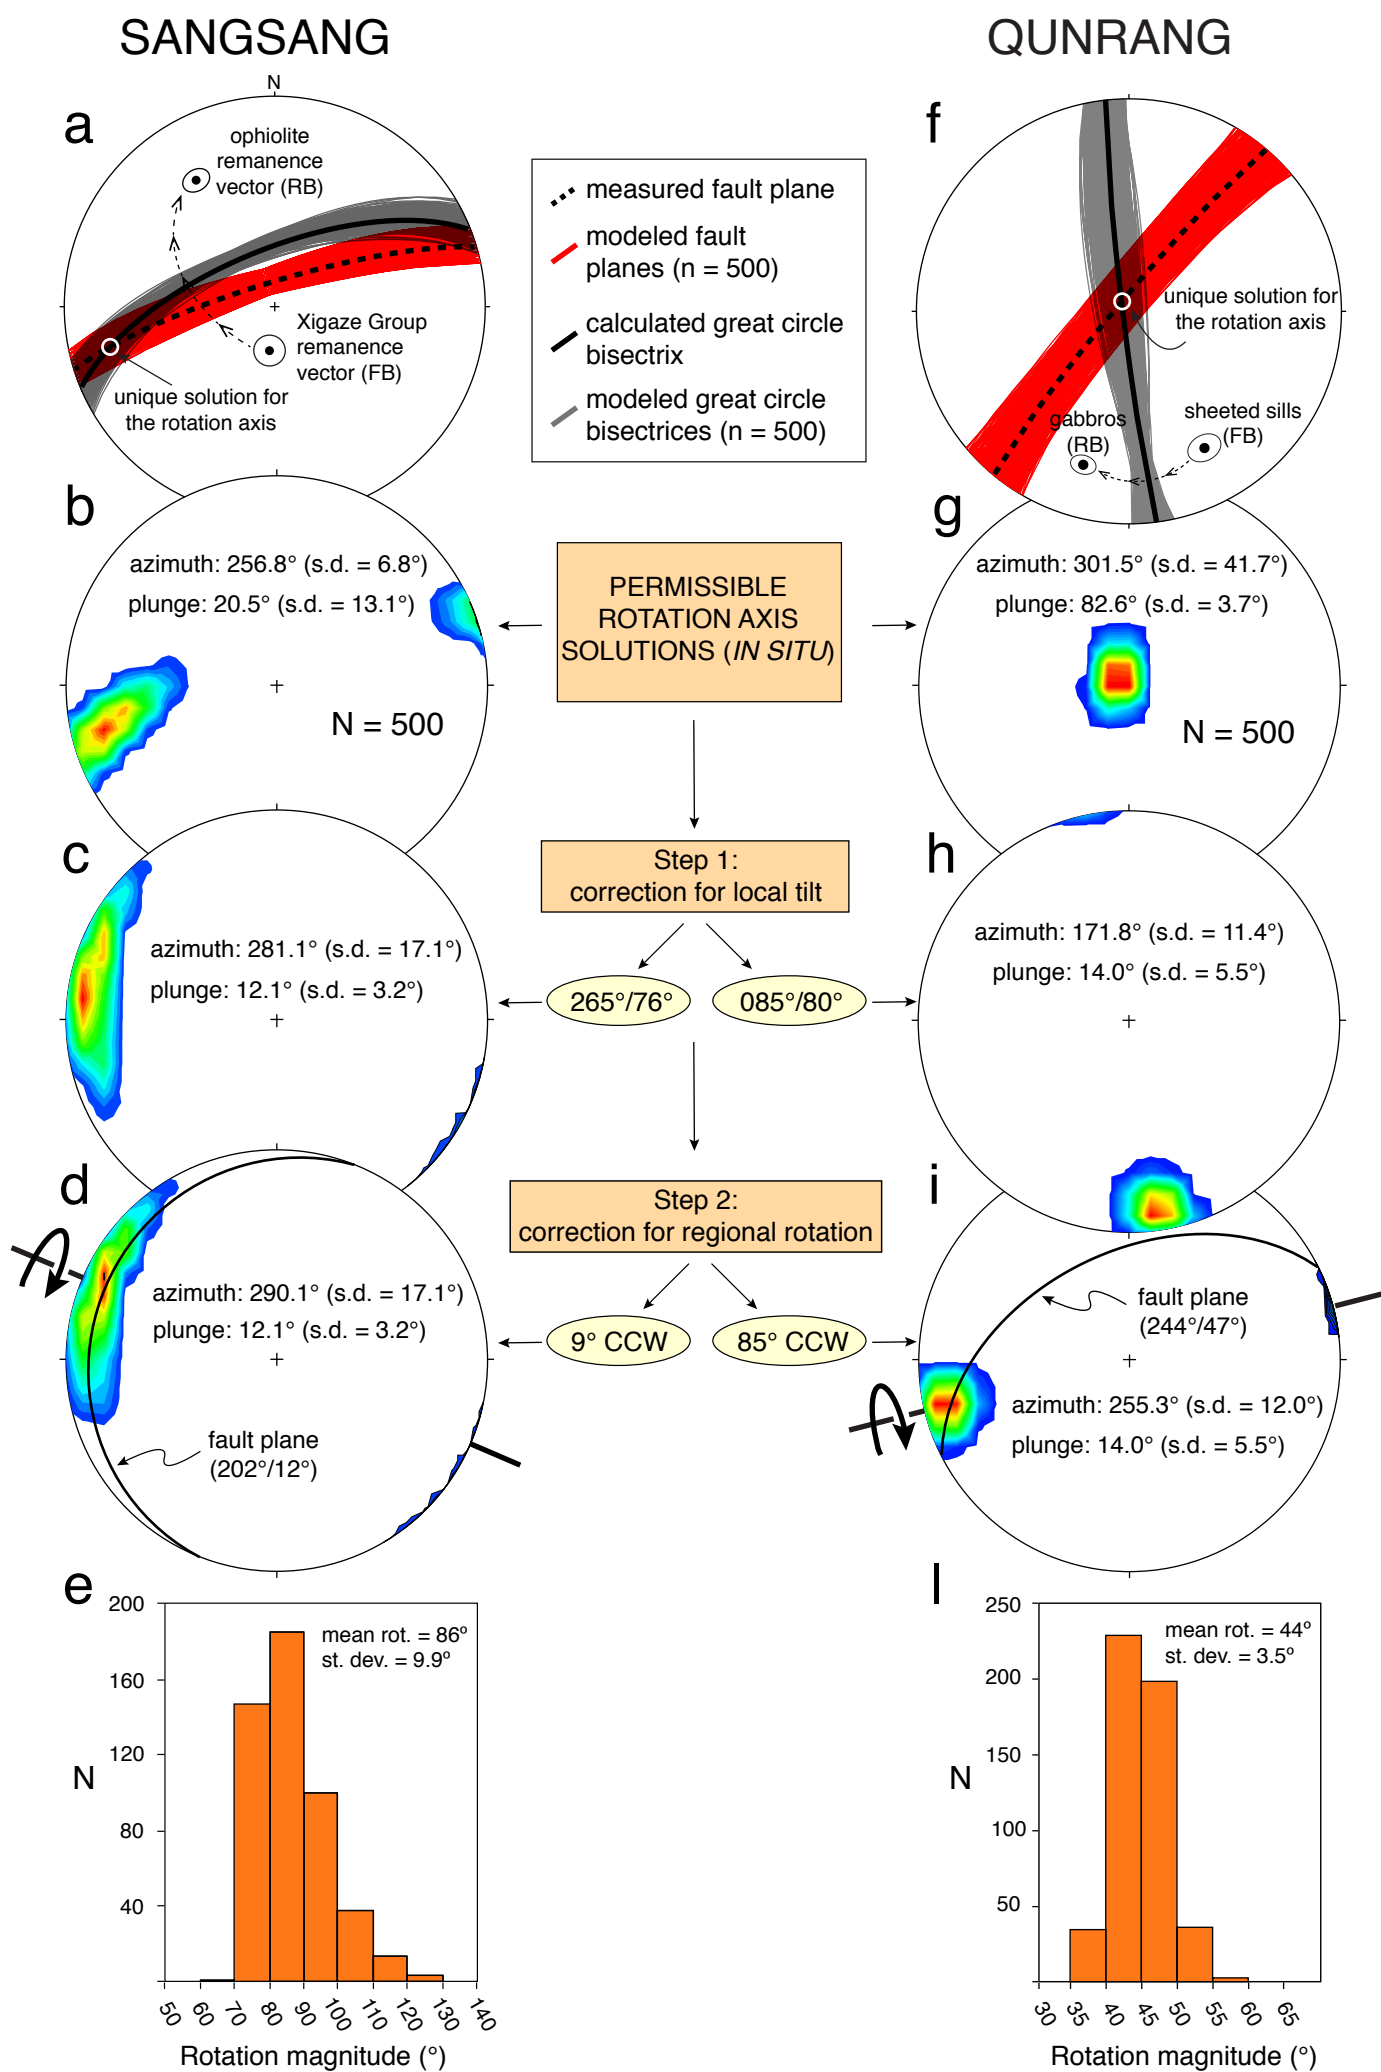 SANGSANG
QUNRANG
a
N
ophiolite
remanence
vector (RB)
Xigaze Group
remanence
vector (FB)
unique solution for
the rotation axis
measured fault plane
modeled fault
planes (n = 500)
calculated great circle
bisectrix
modeled great circle
bisectrices (n = 500)
f
unique solution for
the rotation axis
gabbros
(RB)
sheeted sills
(FB)
b
azimuth: 256.8° (s.d. = 6.8°)
plunge: 20.5° (s.d. = 13.1°)
N = 500
PERMISSIBLE
ROTATION AXIS
SOLUTIONS (IN SITU)
g
azimuth: 301.5° (s.d. = 41.7°)
plunge: 82.6° (s.d. = 3.7°)
N = 500
c
azimuth: 281.1° (s.d. = 17.1°)
plunge: 12.1° (s.d. = 3.2°)
Step 1:
correction for local tilt
265°/76°
085°/80°
h
azimuth: 171.8° (s.d. = 11.4°)
plunge: 14.0° (s.d. = 5.5°)
d
azimuth: 290.1° (s.d. = 17.1°)
plunge: 12.1° (s.d. = 3.2°)
fault plane
(202°/12°)
Step 2:
correction for regional rotation
9° CCW
85° CCW
i
fault plane
(244°/47°)
azimuth: 255.3° (s.d. = 12.0°)
plunge: 14.0° (s.d. = 5.5°)
e
200
160
120
80
40
N
mean rot. = 86º
st. dev. = 9.9º
50 60 70 80 90 100 110 120 130 140
Rotation magnitude (°)
l
250
200
150
100
50
N
mean rot. = 44º
st. dev. = 3.5º
30 35 40 45 50 55 60 65
Rotation magnitude (°)